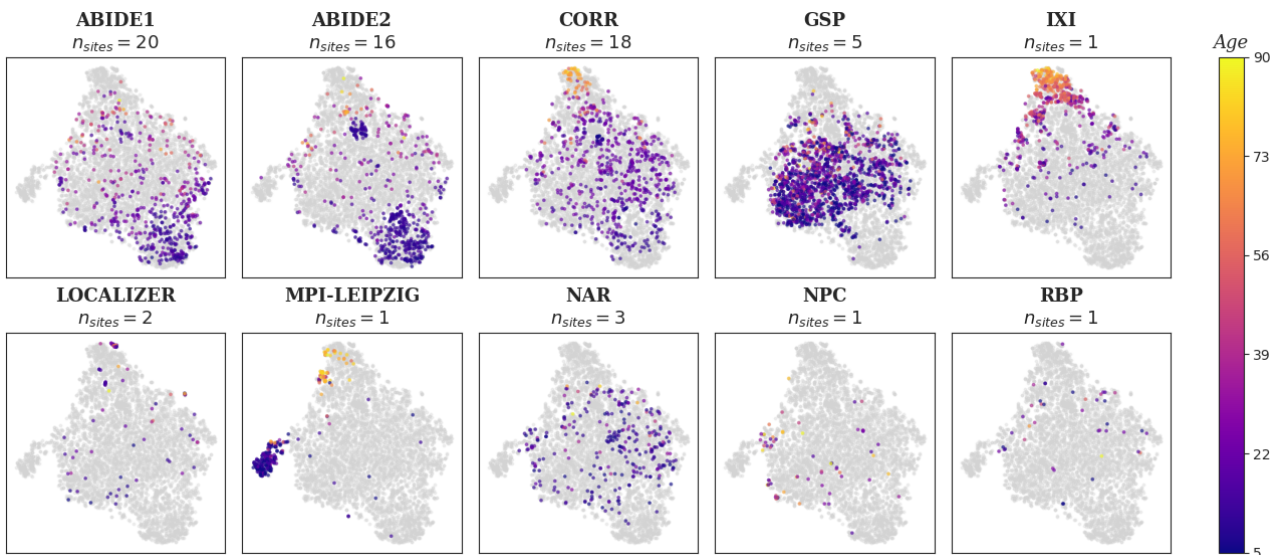 ABIDE1 ABIDE2 CORR GSP IXI
n_sites = 20 n_sites = 16 n_sites = 18 n_sites = 5 n_sites = 1
Age
90
73
56
39
22
5
LOCALIZER MPI-LEIPZIG NAR NPC RBP
n_sites = 2 n_sites = 1 n_sites = 3 n_sites = 1 n_sites = 1